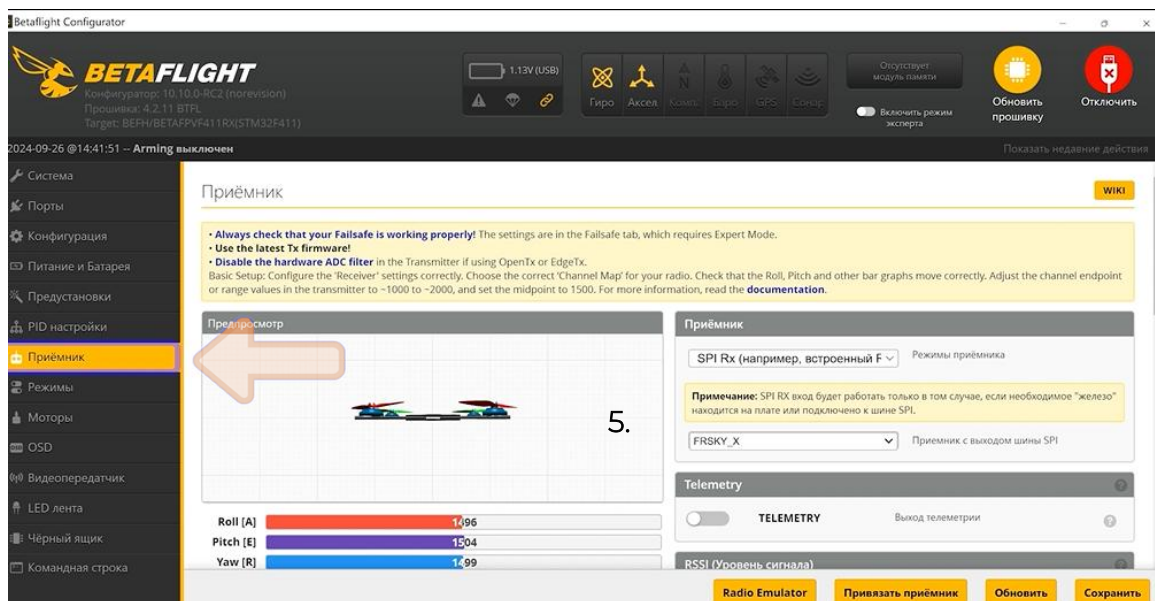 Betaflight Configurator
BETAFLIGHT
Конфигуратор: 10.10.0-RC2 (norevision)
Прошивка: 4.2.11 BTFL
Target: BEFH/BETAFPVF411RX(STM32F411)
1.13V (USB)
Гиро Аксел Комп. Баро GPS Сонар
Отсутствует
модуль памяти
Включить режим
эксперта
Обновить
прошивку
Отключить
2024-09-26 @14:41:51 -- Arming выключен
Показать недавние действия
Система
Порты
Конфигурация
Питание и Батарея
Предустановки
PID настройки
Приёмник
Режимы
Моторы
OSD
Видеопередатчик
LED лента
Чёрный ящик
Командная строка
Приёмник
WIKI
• Always check that your Failsafe is working properly! The settings are in the Failsafe tab, which requires Expert Mode.
• Use the latest Tx firmware!
• Disable the hardware ADC filter in the Transmitter if using OpenTx or EdgeTx.
Basic Setup: Configure the 'Receiver' settings correctly. Choose the correct 'Channel Map' for your radio. Check that the Roll, Pitch and other bar graphs move correctly. Adjust the channel endpoint
or range values in the transmitter to ~1000 to ~2000, and set the midpoint to 1500. For more information, read the documentation.
Предпросмотр
5.
Roll [A] 1496
Pitch [E] 1504
Yaw [R] 1499
Приёмник
SPI Rx (например, встроенный F
Режимы приёмника
Примечание: SPI RX вход будет работать только в том случае, если необходимое "железо"
находится на плате или подключено к шине SPI.
FRSKY_X
Приемник с выходом шины SPI
Telemetry
TELEMETRY
Выход телеметрии
RSSI (Уровень сигнала)
Radio Emulator
Привязать приёмник
Обновить
Сохранить